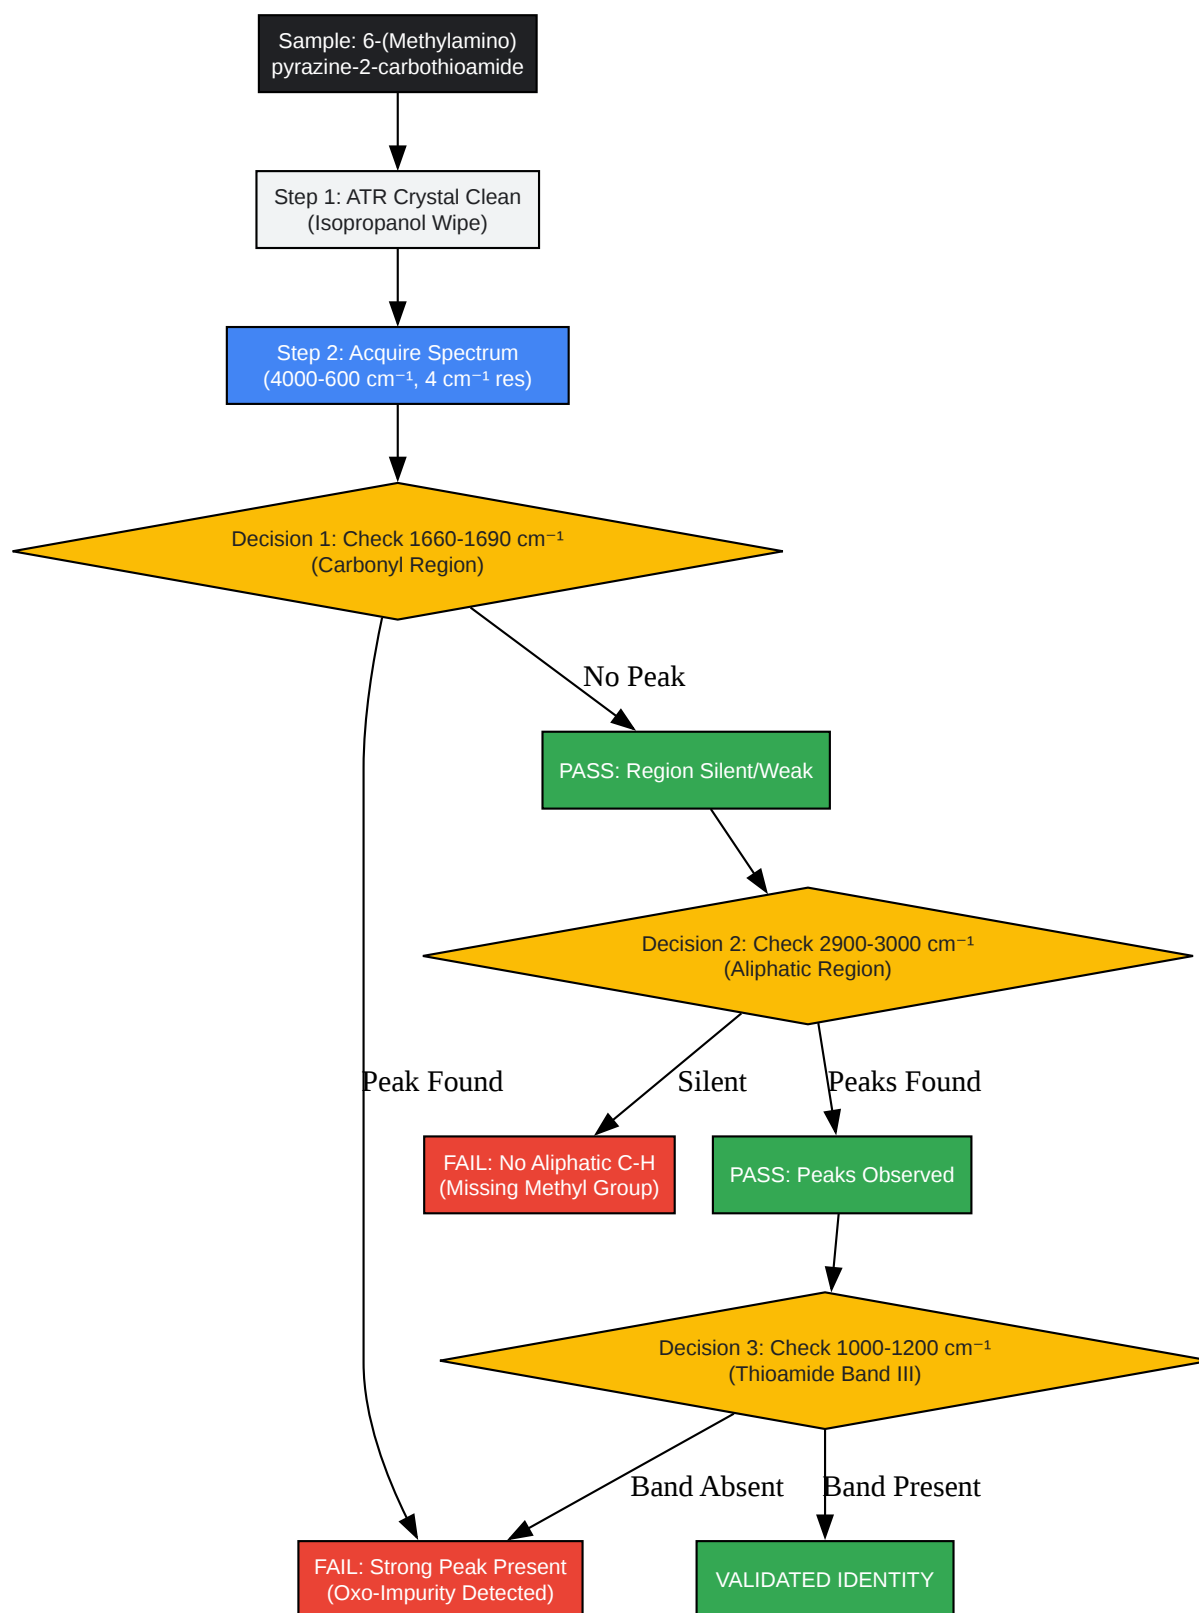 Sample: 6-(Methylamino)
pyrazine-2-carbothioamide
Step 1: ATR Crystal Clean
(Isopropanol Wipe)
Step 2: Acquire Spectrum
(4000-600 cm⁻¹, 4 cm⁻¹ res)
Decision 1: Check 1660-1690 cm⁻¹
(Carbonyl Region)
No Peak
PASS: Region Silent/Weak
Decision 2: Check 2900-3000 cm⁻¹
(Aliphatic Region)
Peak Found
Silent
Peaks Found
FAIL: No Aliphatic C-H
(Missing Methyl Group)
PASS: Peaks Observed
Decision 3: Check 1000-1200 cm⁻¹
(Thioamide Band III)
Band Absent
Band Present
FAIL: Strong Peak Present
(Oxo-Impurity Detected)
VALIDATED IDENTITY